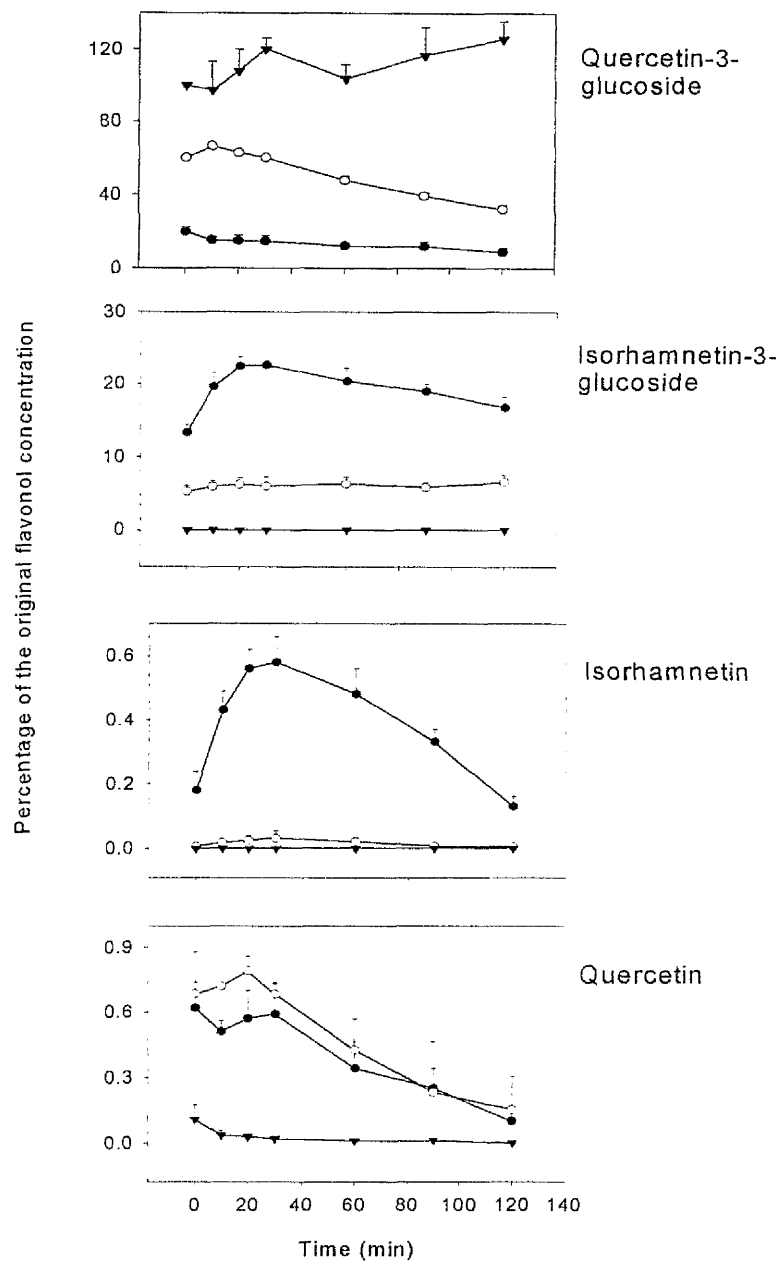 120
80
40
0
Quercetin-3-
glucoside
30
20
10
0
Isorhamnetin-3-
glucoside
Percentage of the original flavonol concentration
0.6
0.4
0.2
0.0
Isorhamnetin
0.9
0.6
0.3
0.0
Quercetin
0 20 40 60 80 100 120 140
Time (min)